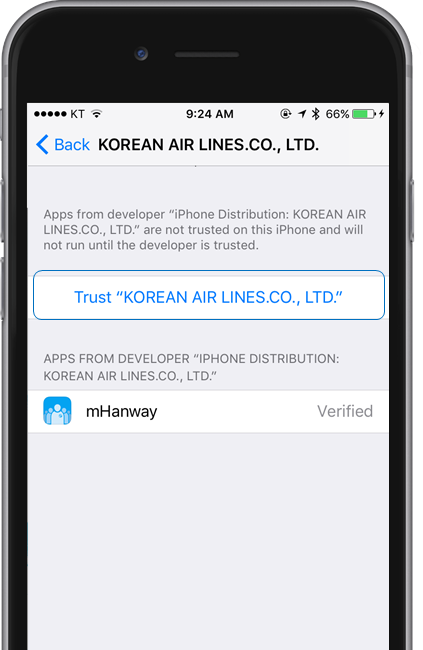 KT 9:24 AM 66%
Back KOREAN AIR LINES.CO., LTD.
Apps from developer “iPhone Distribution: KOREAN AIR
LINES.CO., LTD.” are not trusted on this iPhone and will
not run until the developer is trusted.
Trust “KOREAN AIR LINES.CO., LTD.”
APPS FROM DEVELOPER “IPHONE DISTRIBUTION:
KOREAN AIR LINES.CO., LTD.”
mHanway Verified